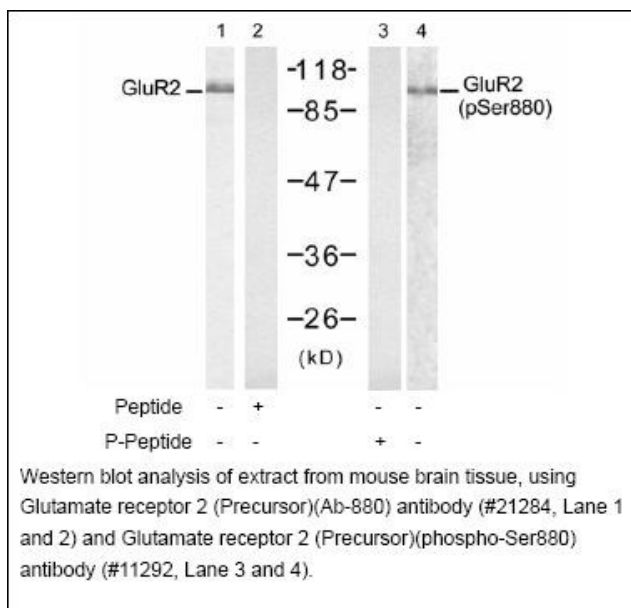 1 2 3 4
GluR2
–118–
GluR2
(pSer880)
–85–
–47–
–36–
–26–
(kD)
Peptide - + - -
P-Peptide - - + -
Western blot analysis of extract from mouse brain tissue, using
Glutamate receptor 2 (Precursor)(Ab-880) antibody (#21284, Lane 1
and 2) and Glutamate receptor 2 (Precursor)(phospho-Ser880)
antibody (#11292, Lane 3 and 4).